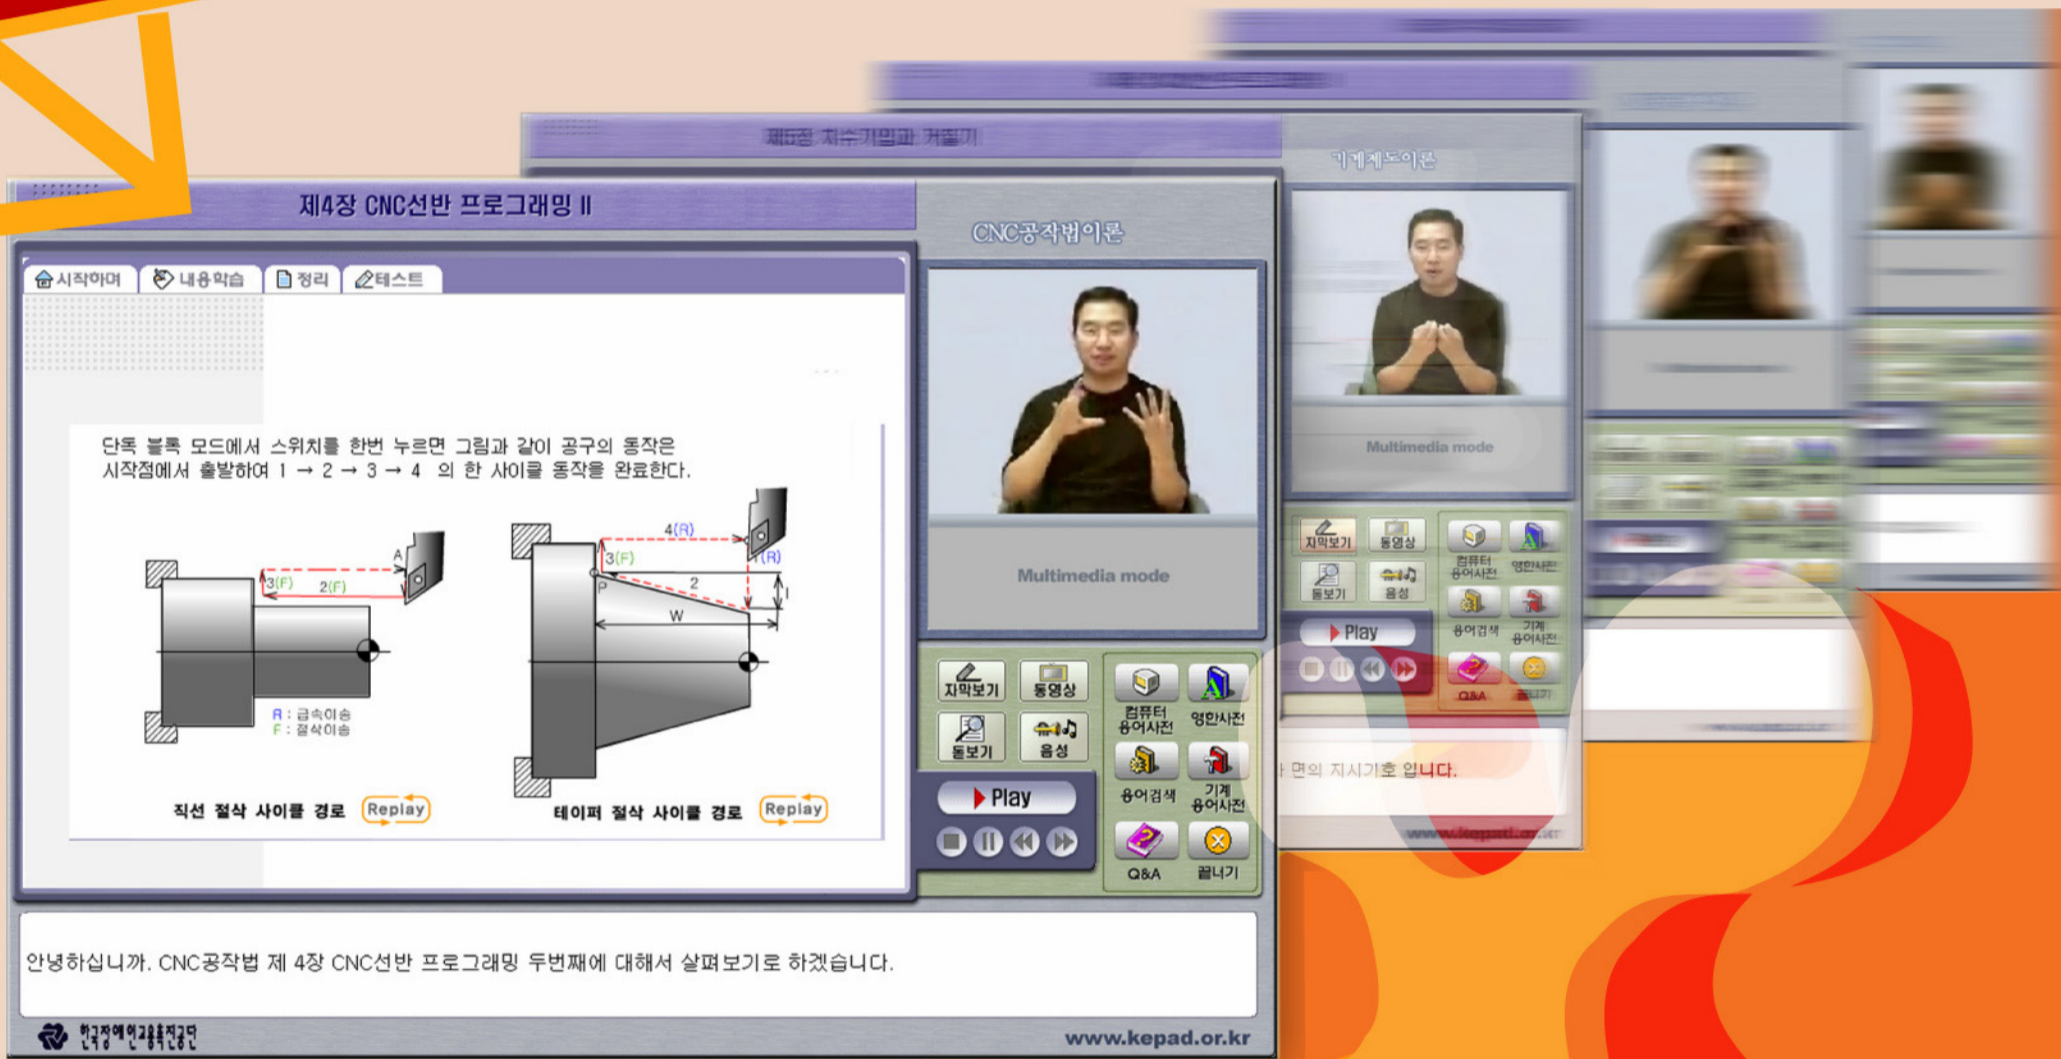 제4장 CNC선반 프로그래밍 II
CNC공작법이론
시작하며
내용학습
정리
테스트
단독 블록 모드에서 스위치를 한번 누르면 그림과 같이 공구의 동작은
시작점에서 출발하여 1 → 2 → 3 → 4 의 한 사이클 동작을 완료한다.
A
3(F)
2(F)
R : 급속이송
F : 절삭이송
직선 절삭 사이클 경로
Replay
4(R)
3(F)
(R)
P
2
I
W
테이퍼 절삭 사이클 경로
Replay
Multimedia mode
자막보기
동영상
돋보기
음성
컴퓨터
용어사전
영한사전
용어검색
기계
용어사전
Play
Q&A
끝내기
안녕하십니까. CNC공작법 제 4장 CNC선반 프로그래밍 두번째에 대해서 살펴보기로 하겠습니다.
한국장애인고용촉진공단
www.kepad.or.kr
제5장 치수기입과 거칠기
기계제도이론
Multimedia mode
자막보기
동영상
돋보기
음성
컴퓨터
용어사전
영한사전
용어검색
기계
용어사전
Play
Q&A
끝내기
면의 지시기호 입니다.
www.kepad.or.kr